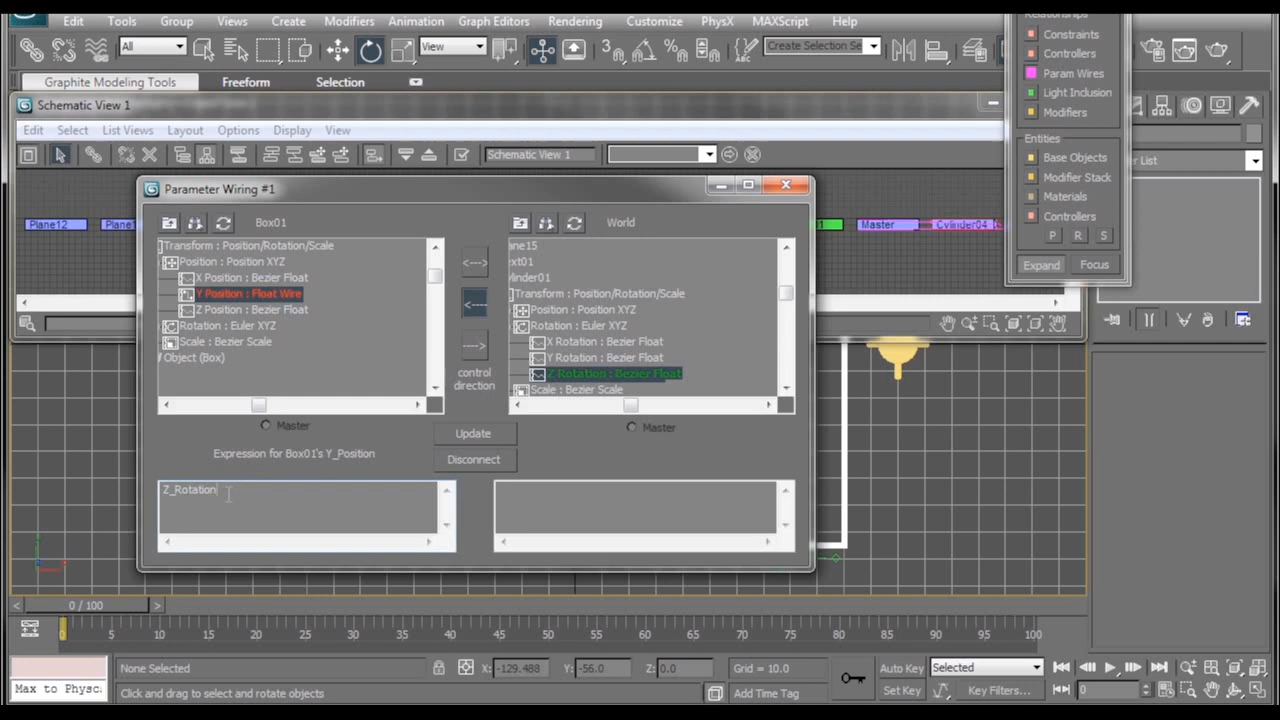 Edit Tools Group Views Create Modifiers Animation Graph Editors Rendering Customize PhysX MAXScript Help
All
View
3
Create Selection Se
Graphite Modeling Tools Freeform Selection
Schematic View 1
Edit Select List Views Layout Options Display View
Schematic View 1
Plane12
Master
Cylinder04
Relationships
Constraints
Controllers
Param Wires
Light Inclusion
Modifiers
Entities
Base Objects
Modifier Stack
Materials
Controllers
P R S
Expand Focus
er List
Parameter Wiring #1
Box01
World
Transform : Position/Rotation/Scale
Position : Position XYZ
X Position : Bezier Float
Y Position : Float Wire
Z Position : Bezier Float
Rotation : Euler XYZ
Scale : Bezier Scale
Object (Box)
<--->
<----
---->
control
direction
ane15
ext01
ylinder01
Transform : Position/Rotation/Scale
Position : Position XYZ
Rotation : Euler XYZ
X Rotation : Bezier Float
Y Rotation : Bezier Float
Z Rotation : Bezier Float
Scale : Bezier Scale
Master
Master
Update
Disconnect
Expression for Box01's Y_Position
Z_Rotation
< 0 / 100 >
0 5 10 15 20 25 30 35 40 45 50 55 60 65 70 75 80 85 90 95 100
None Selected
X: -129.488 Y: -56.0 Z: 0.0
Grid = 10.0
Auto Key Selected
Max to Physc
Click and drag to select and rotate objects
Add Time Tag
Set Key
Key Filters...
0